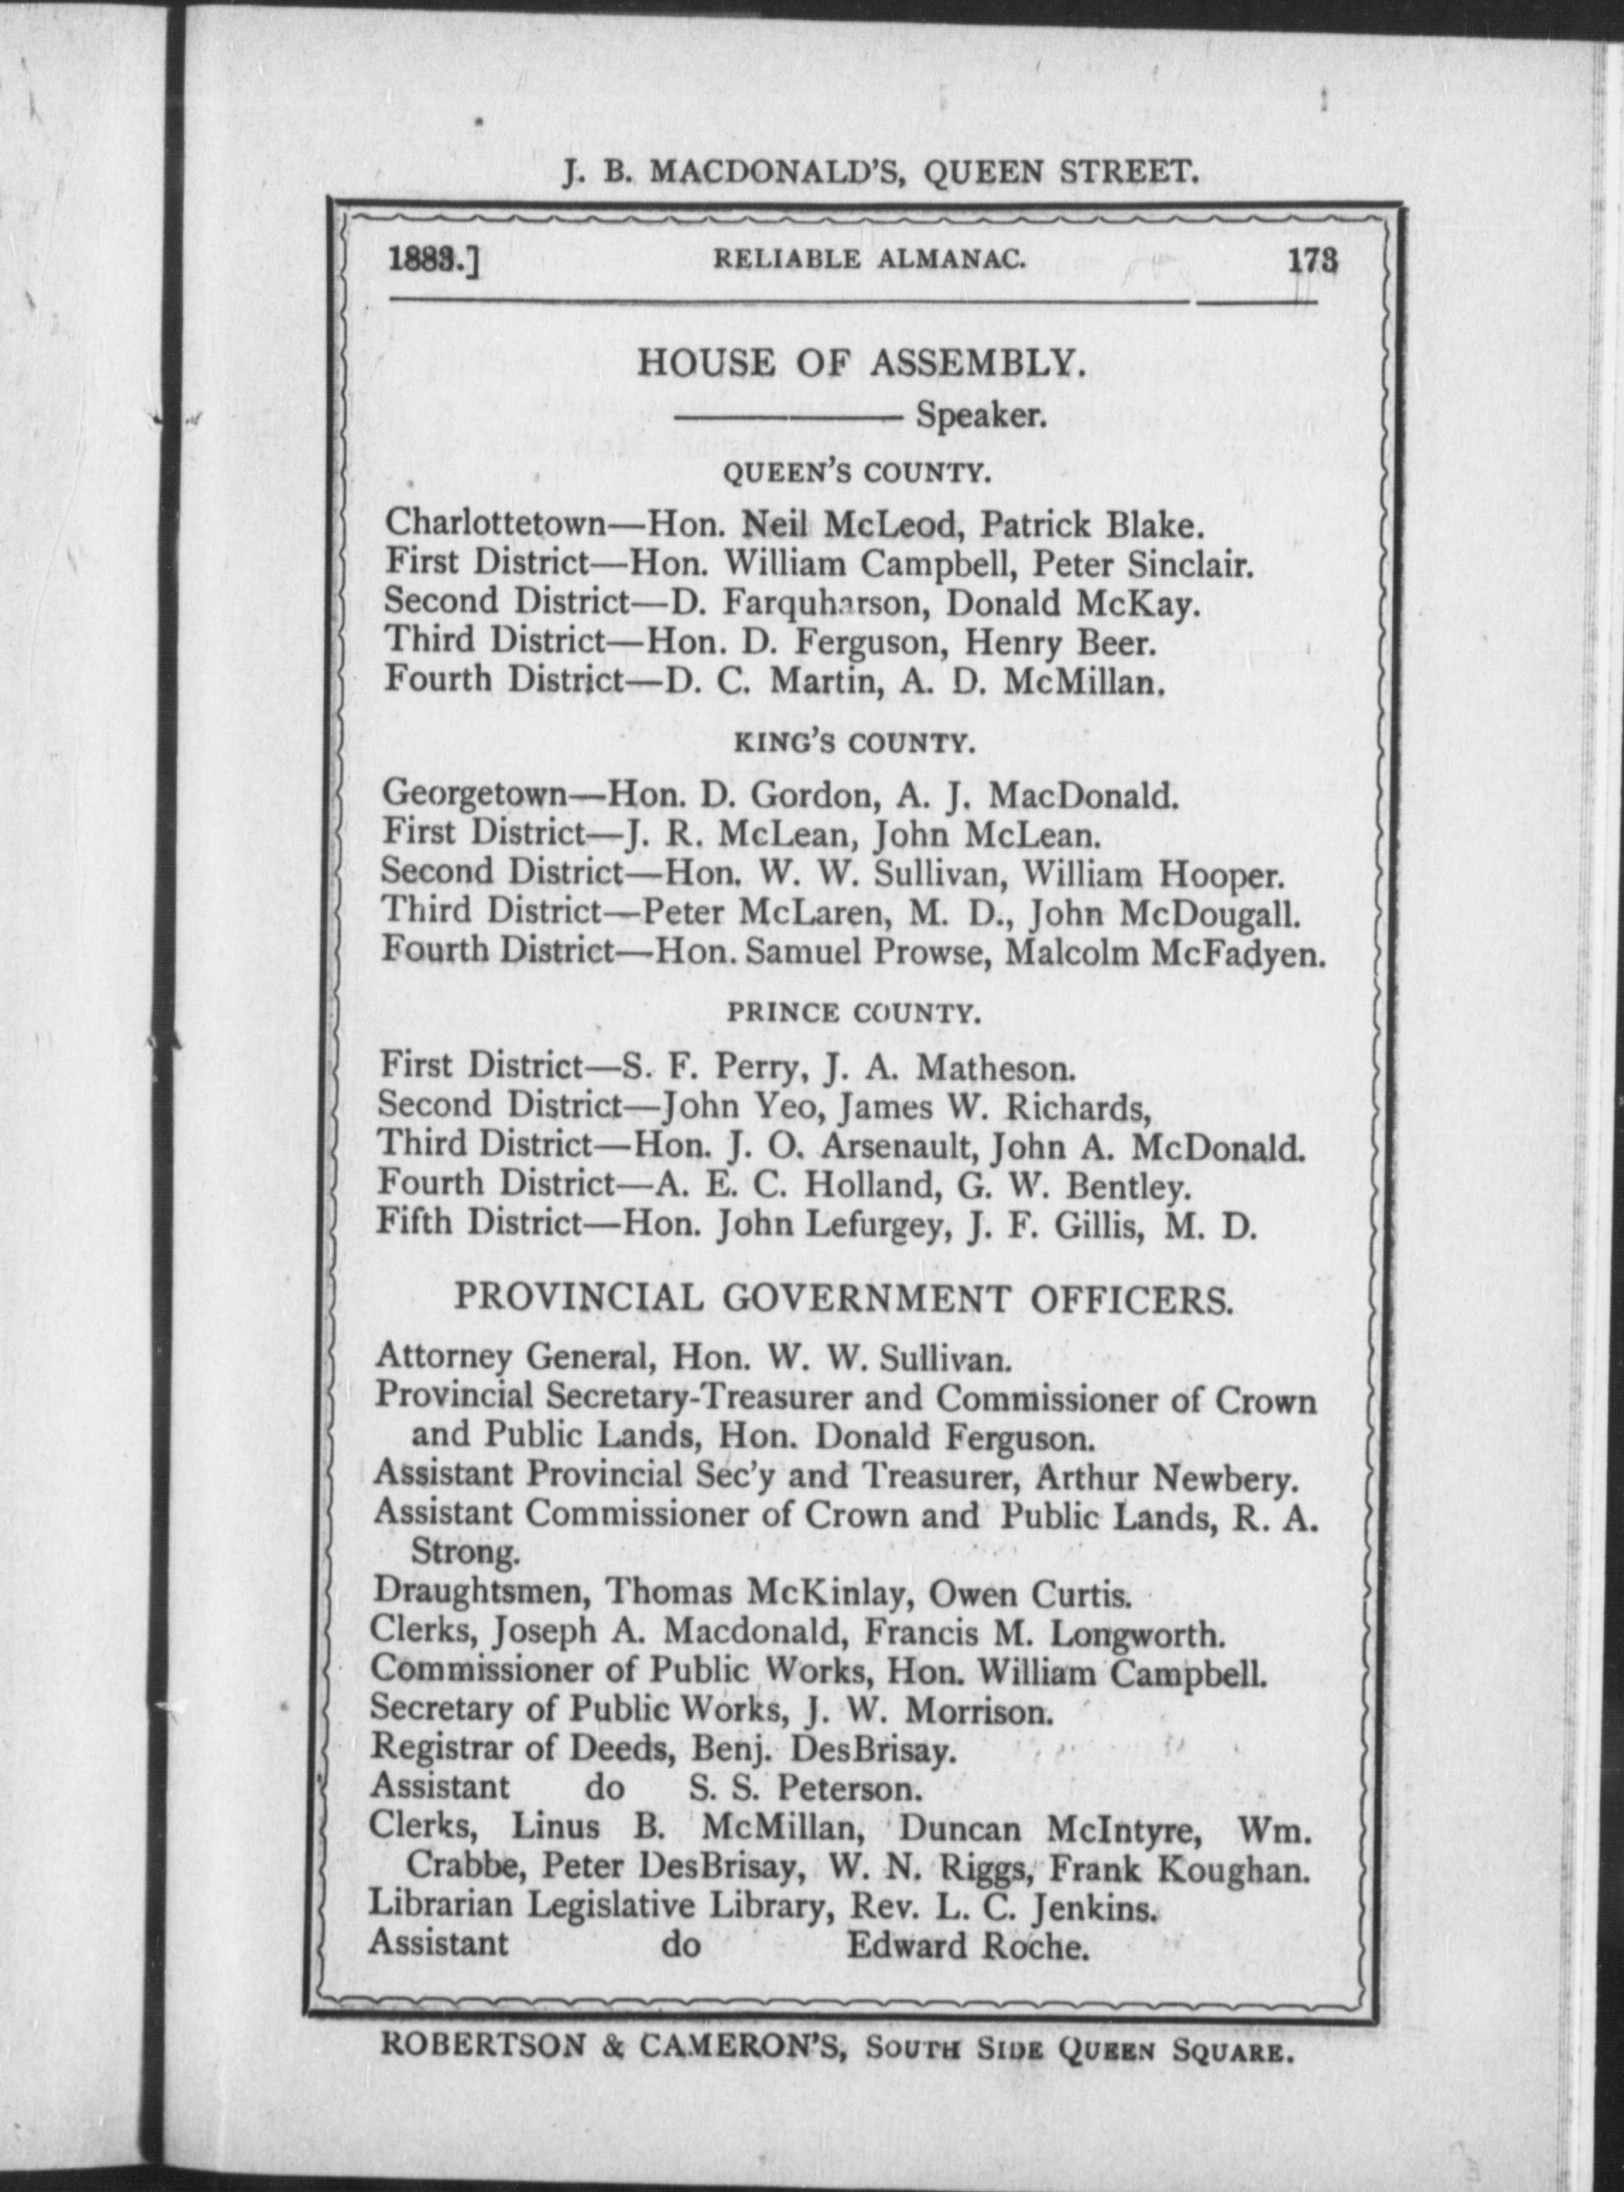 J. B. MACDONALD'S, QUEEN STREET.
1883.] RELIABLE ALMANAC. 173
HOUSE OF ASSEMBLY.
———— Speaker.
QUEEN'S COUNTY.
Charlottetown—Hon. Neil McLeod, Patrick Blake.
First District—Hon. William Campbell, Peter Sinclair.
Second District—D. Farquharson, Donald McKay.
Third District—Hon. D. Ferguson, Henry Beer.
Fourth District—D. C. Martin, A. D. McMillan.
KING'S COUNTY.
Georgetown—Hon. D. Gordon, A. J. MacDonald.
First District—J. R. McLean, John McLean.
Second District—Hon. W. W. Sullivan, William Hooper.
Third District—Peter McLaren, M. D., John McDougall.
Fourth District—Hon. Samuel Prowse, Malcolm McFadyen.
PRINCE COUNTY.
First District—S. F. Perry, J. A. Matheson.
Second District—John Yeo, James W. Richards,
Third District—Hon. J. O. Arsenault, John A. McDonald.
Fourth District—A. E. C. Holland, G. W. Bentley.
Fifth District—Hon. John Lefurgey, J. F. Gillis, M. D.
PROVINCIAL GOVERNMENT OFFICERS.
Attorney General, Hon. W. W. Sullivan.
Provincial Secretary-Treasurer and Commissioner of Crown
and Public Lands, Hon. Donald Ferguson.
Assistant Provincial Sec'y and Treasurer, Arthur Newbery.
Assistant Commissioner of Crown and Public Lands, R. A.
Strong.
Draughtsmen, Thomas McKinlay, Owen Curtis.
Clerks, Joseph A. Macdonald, Francis M. Longworth.
Commissioner of Public Works, Hon. William Campbell.
Secretary of Public Works, J. W. Morrison.
Registrar of Deeds, Benj. DesBrisay.
Assistant do S. S. Peterson.
Clerks, Linus B. McMillan, Duncan McIntyre, Wm.
Crabbe, Peter DesBrisay, W. N. Riggs, Frank Koughan.
Librarian Legislative Library, Rev. L. C. Jenkins.
Assistant do Edward Roche.
ROBERTSON & CAMERON'S, SOUTH SIDE QUEEN SQUARE.